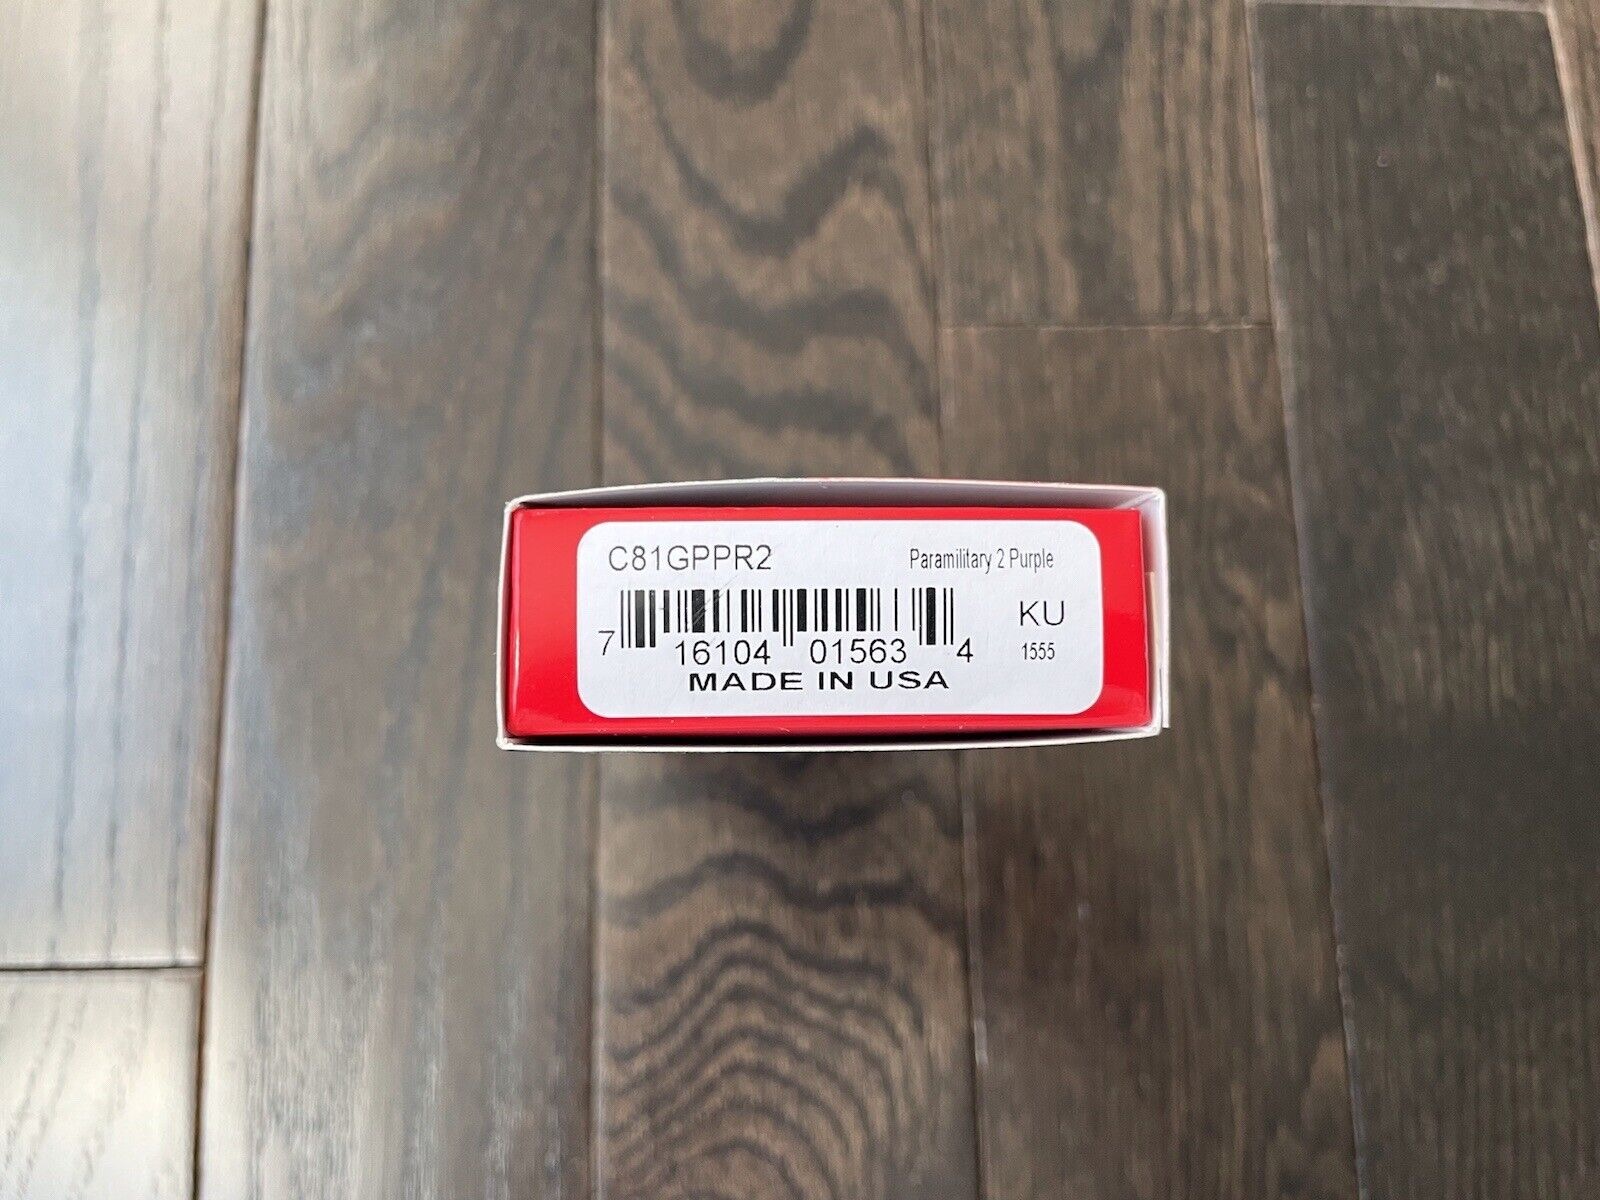 C81GPPR2 Paramilitary 2 Purple
KU
7 16104 01563 4 1555
MADE IN USA